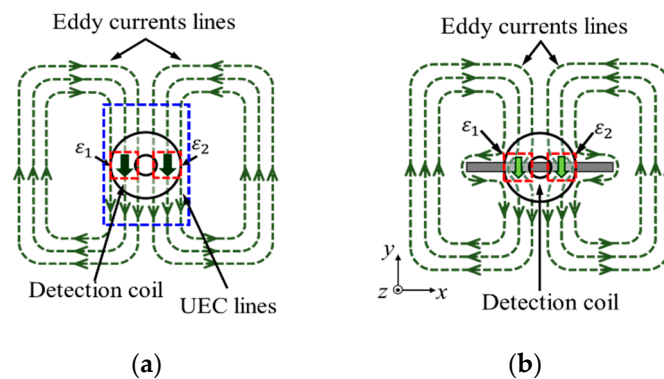 Eddy currents lines
ε1
ε2
Detection coil
UEC lines
(a)
Eddy currents lines
ε1
ε2
y
z
x
Detection coil
(b)